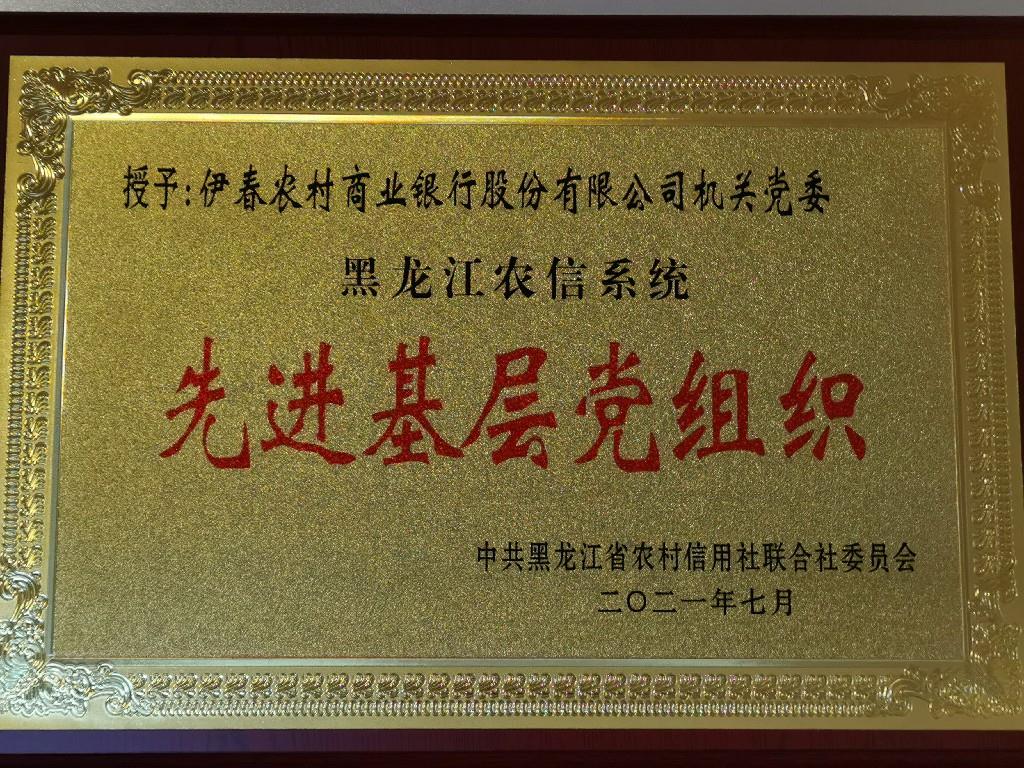 授予:伊春农村商业银行股份有限公司机关党委
黑龙江农信系统
先进基层党组织
中共黑龙江省农村信用社联合社委员会
二〇二一年七月